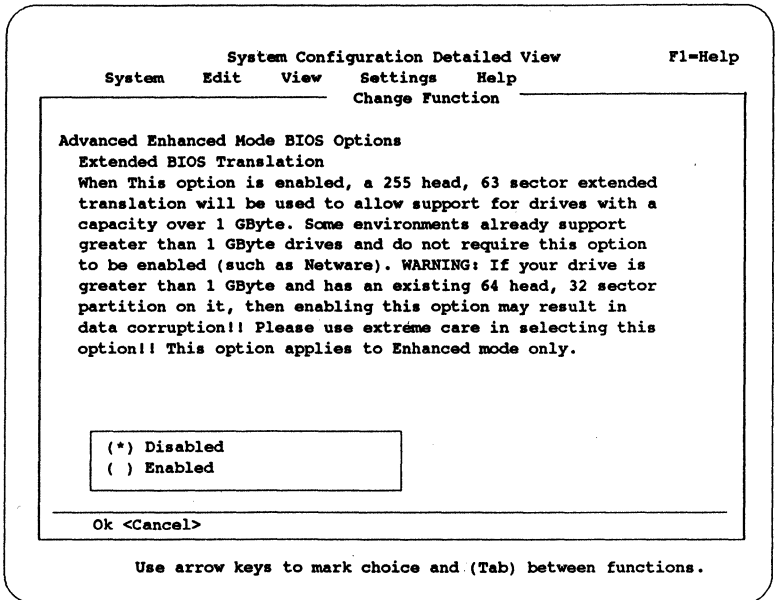 System Configuration Detailed View F1=Help
System Edit View Settings Help
Change Function
Advanced Enhanced Mode BIOS Options
Extended BIOS Translation
When This option is enabled, a 255 head, 63 sector extended
translation will be used to allow support for drives with a
capacity over 1 GByte. Some environments already support
greater than 1 GByte drives and do not require this option
to be enabled (such as Netware). WARNING: If your drive is
greater than 1 GByte and has an existing 64 head, 32 sector
partition on it, then enabling this option may result in
data corruption!! Please use extreme care in selecting this
option!! This option applies to Enhanced mode only.
(*) Disabled
( ) Enabled
Ok <Cancel>
Use arrow keys to mark choice and (Tab) between functions.